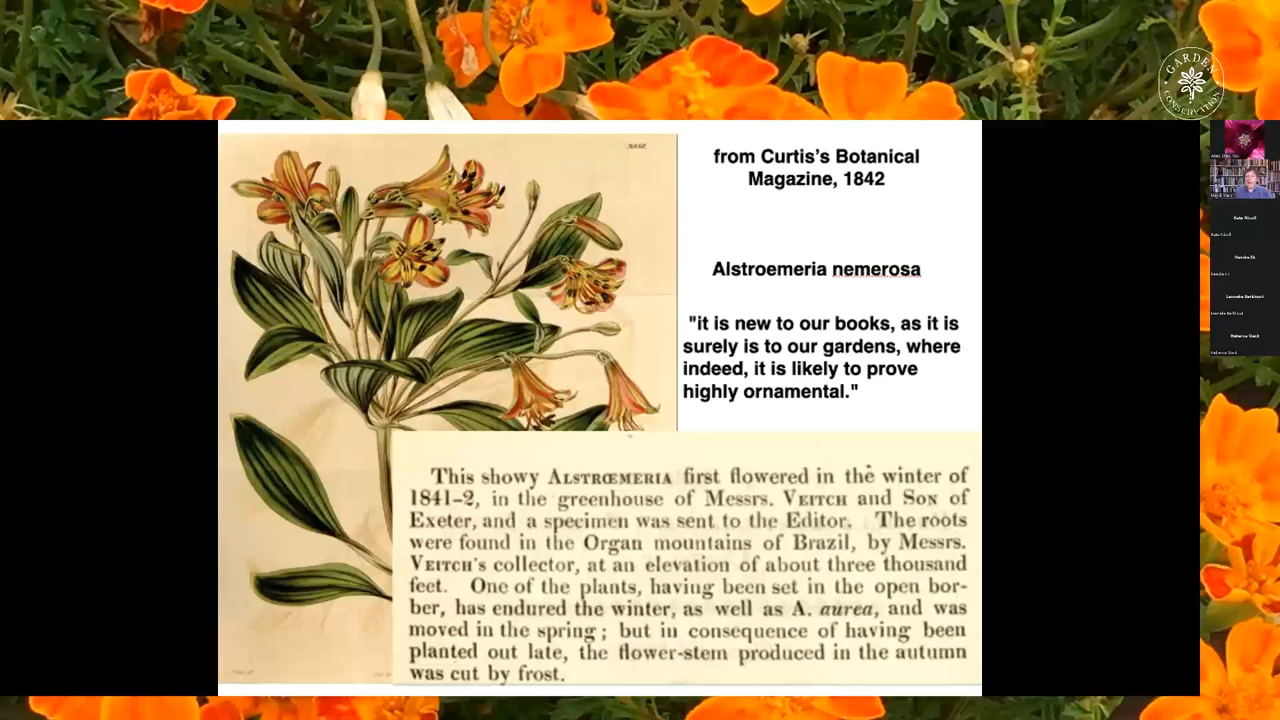 GARDEN
CONSERVATION
from Curtis's Botanical
Magazine, 1842
Alstroemeria nemerosa
"it is new to our books, as it is
surely is to our gardens, where
indeed, it is likely to prove
highly ornamental."
This showy ALSTRŒMERIA first flowered in the winter of
1841–2, in the greenhouse of Messrs. VEITCH and SON of
Exeter, and a specimen was sent to the Editor. The roots
were found in the Organ mountains of Brazil, by Messrs.
VEITCH's collector, at an elevation of about three thousand
feet. One of the plants, having been set in the open bor-
ber, has endured the winter, as well as A. aurea, and was
moved in the spring; but in consequence of having been
planted out late, the flower-stem produced in the autumn
was cut by frost.
Rebecca Slack